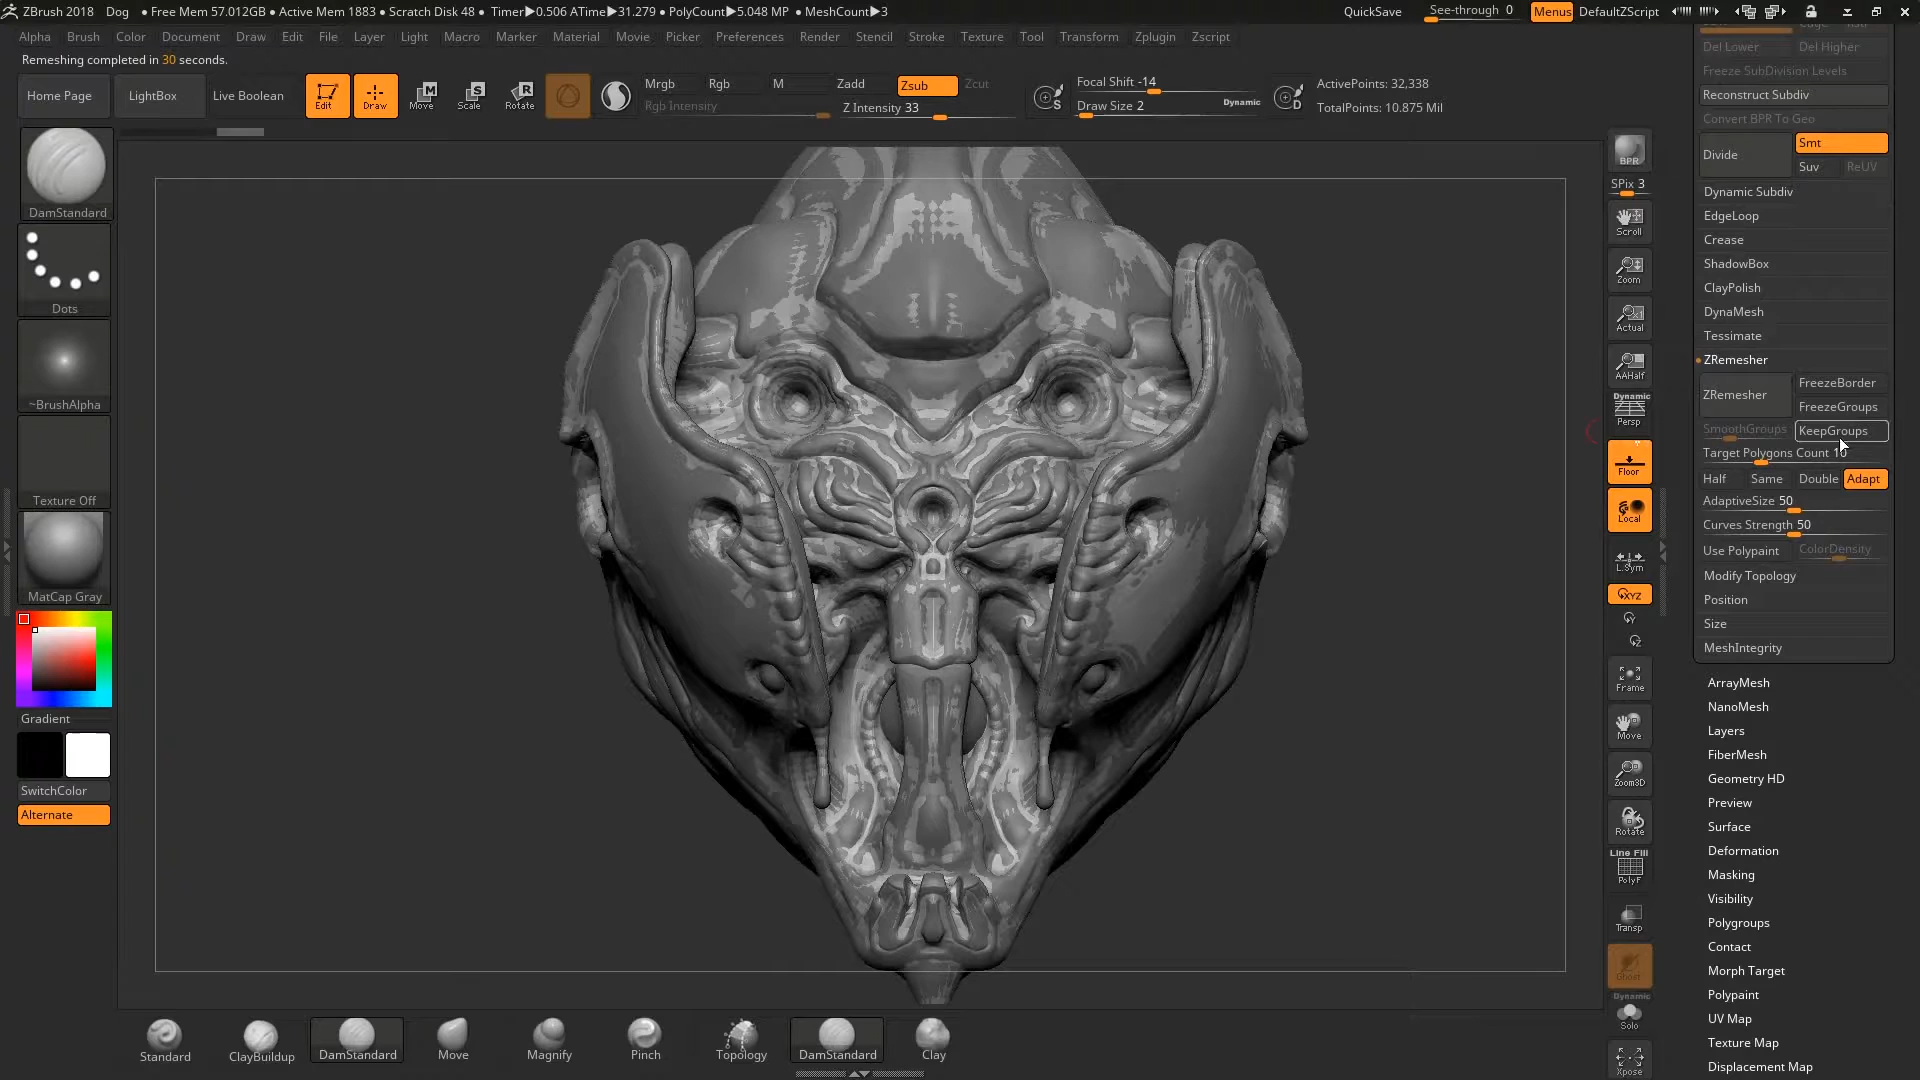 ZBrush 2018 Dog • Free Mem 57.012GB • Active Mem 1883 • Scratch Disk 48 • Timer▶0.506 ATime▶31.279 • PolyCount▶5.048 MP • MeshCount▶3 QuickSave See-through 0 Menus DefaultZScript
Alpha Brush Color Document Draw Edit File Layer Light Macro Marker Material Movie Picker Preferences Render Stencil Stroke Texture Tool Transform Zplugin Zscript
Remeshing completed in 30 seconds.
Home Page LightBox Live Boolean Edit Draw Move Scale Rotate
Mrgb Rgb M Zadd Zsub Zcut
Rgb Intensity Z Intensity 33
Focal Shift -14
Draw Size 2 Dynamic
ActivePoints: 32,338
TotalPoints: 10.875 Mil
DamStandard
Dots
~BrushAlpha
Texture Off
MatCap Gray
Gradient
SwitchColor
Alternate
BPR
SPix 3
Scroll
Zoom
Actual
AAHalf
Dynamic
Persp
Floor
Local
L.Sym
XYZ
Frame
Move
Zoom3D
Rotate
Line Fill
PolyF
Transp
Ghost
Dynamic
Solo
Xpose
Del Lower Del Higher
Freeze SubDivision Levels
Reconstruct Subdiv
Convert BPR To Geo
Divide Smt
Suv ReUV
Dynamic Subdiv
EdgeLoop
Crease
ShadowBox
ClayPolish
DynaMesh
Tessimate
ZRemesher
ZRemesher FreezeBorder
FreezeGroups
SmoothGroups KeepGroups
Target Polygons Count 10
Half Same Double Adapt
AdaptiveSize 50
Curves Strength 50
Use Polypaint ColorDensity
Modify Topology
Position
Size
MeshIntegrity
ArrayMesh
NanoMesh
Layers
FiberMesh
Geometry HD
Preview
Surface
Deformation
Masking
Visibility
Polygroups
Contact
Morph Target
Polypaint
UV Map
Texture Map
Displacement Map
Standard ClayBuildup DamStandard Move Magnify Pinch Topology DamStandard Clay